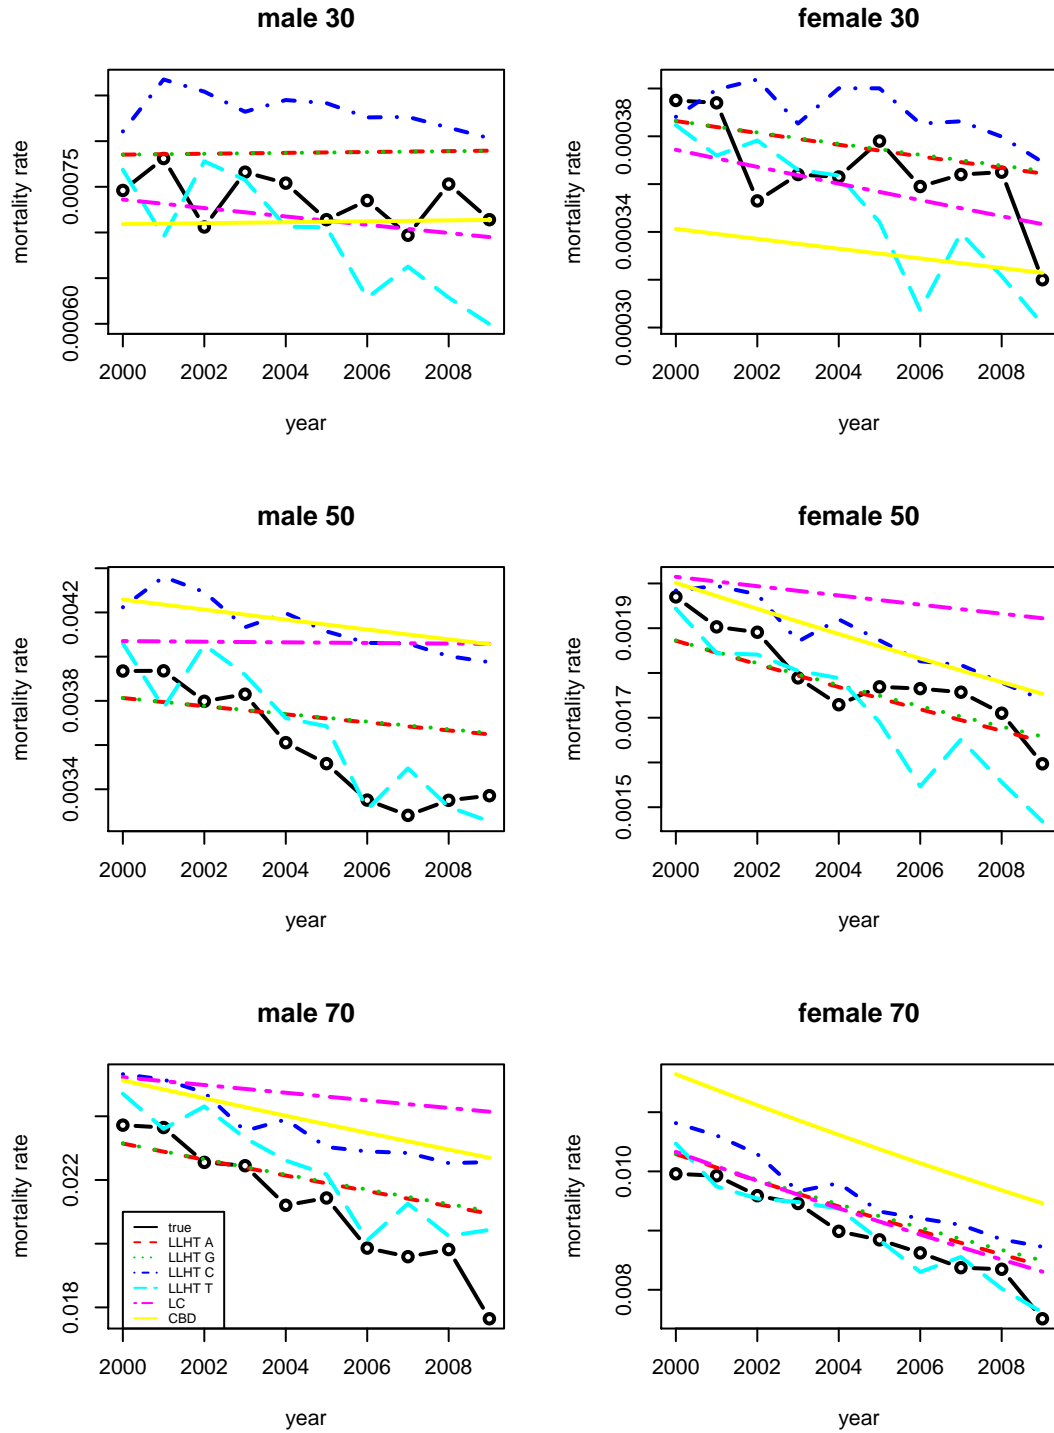 male 30
mortality rate
0.00060
0.00075
2000 2002 2004 2006 2008
year
female 30
mortality rate
0.00030
0.00034
0.00038
2000 2002 2004 2006 2008
year
male 50
mortality rate
0.0034
0.0038
0.0042
2000 2002 2004 2006 2008
year
female 50
mortality rate
0.0015
0.0017
0.0019
2000 2002 2004 2006 2008
year
male 70
mortality rate
0.018
0.022
true
LLHT A
LLHT G
LLHT C
LLHT T
LC
CBD
2000 2002 2004 2006 2008
year
female 70
mortality rate
0.008
0.010
2000 2002 2004 2006 2008
year